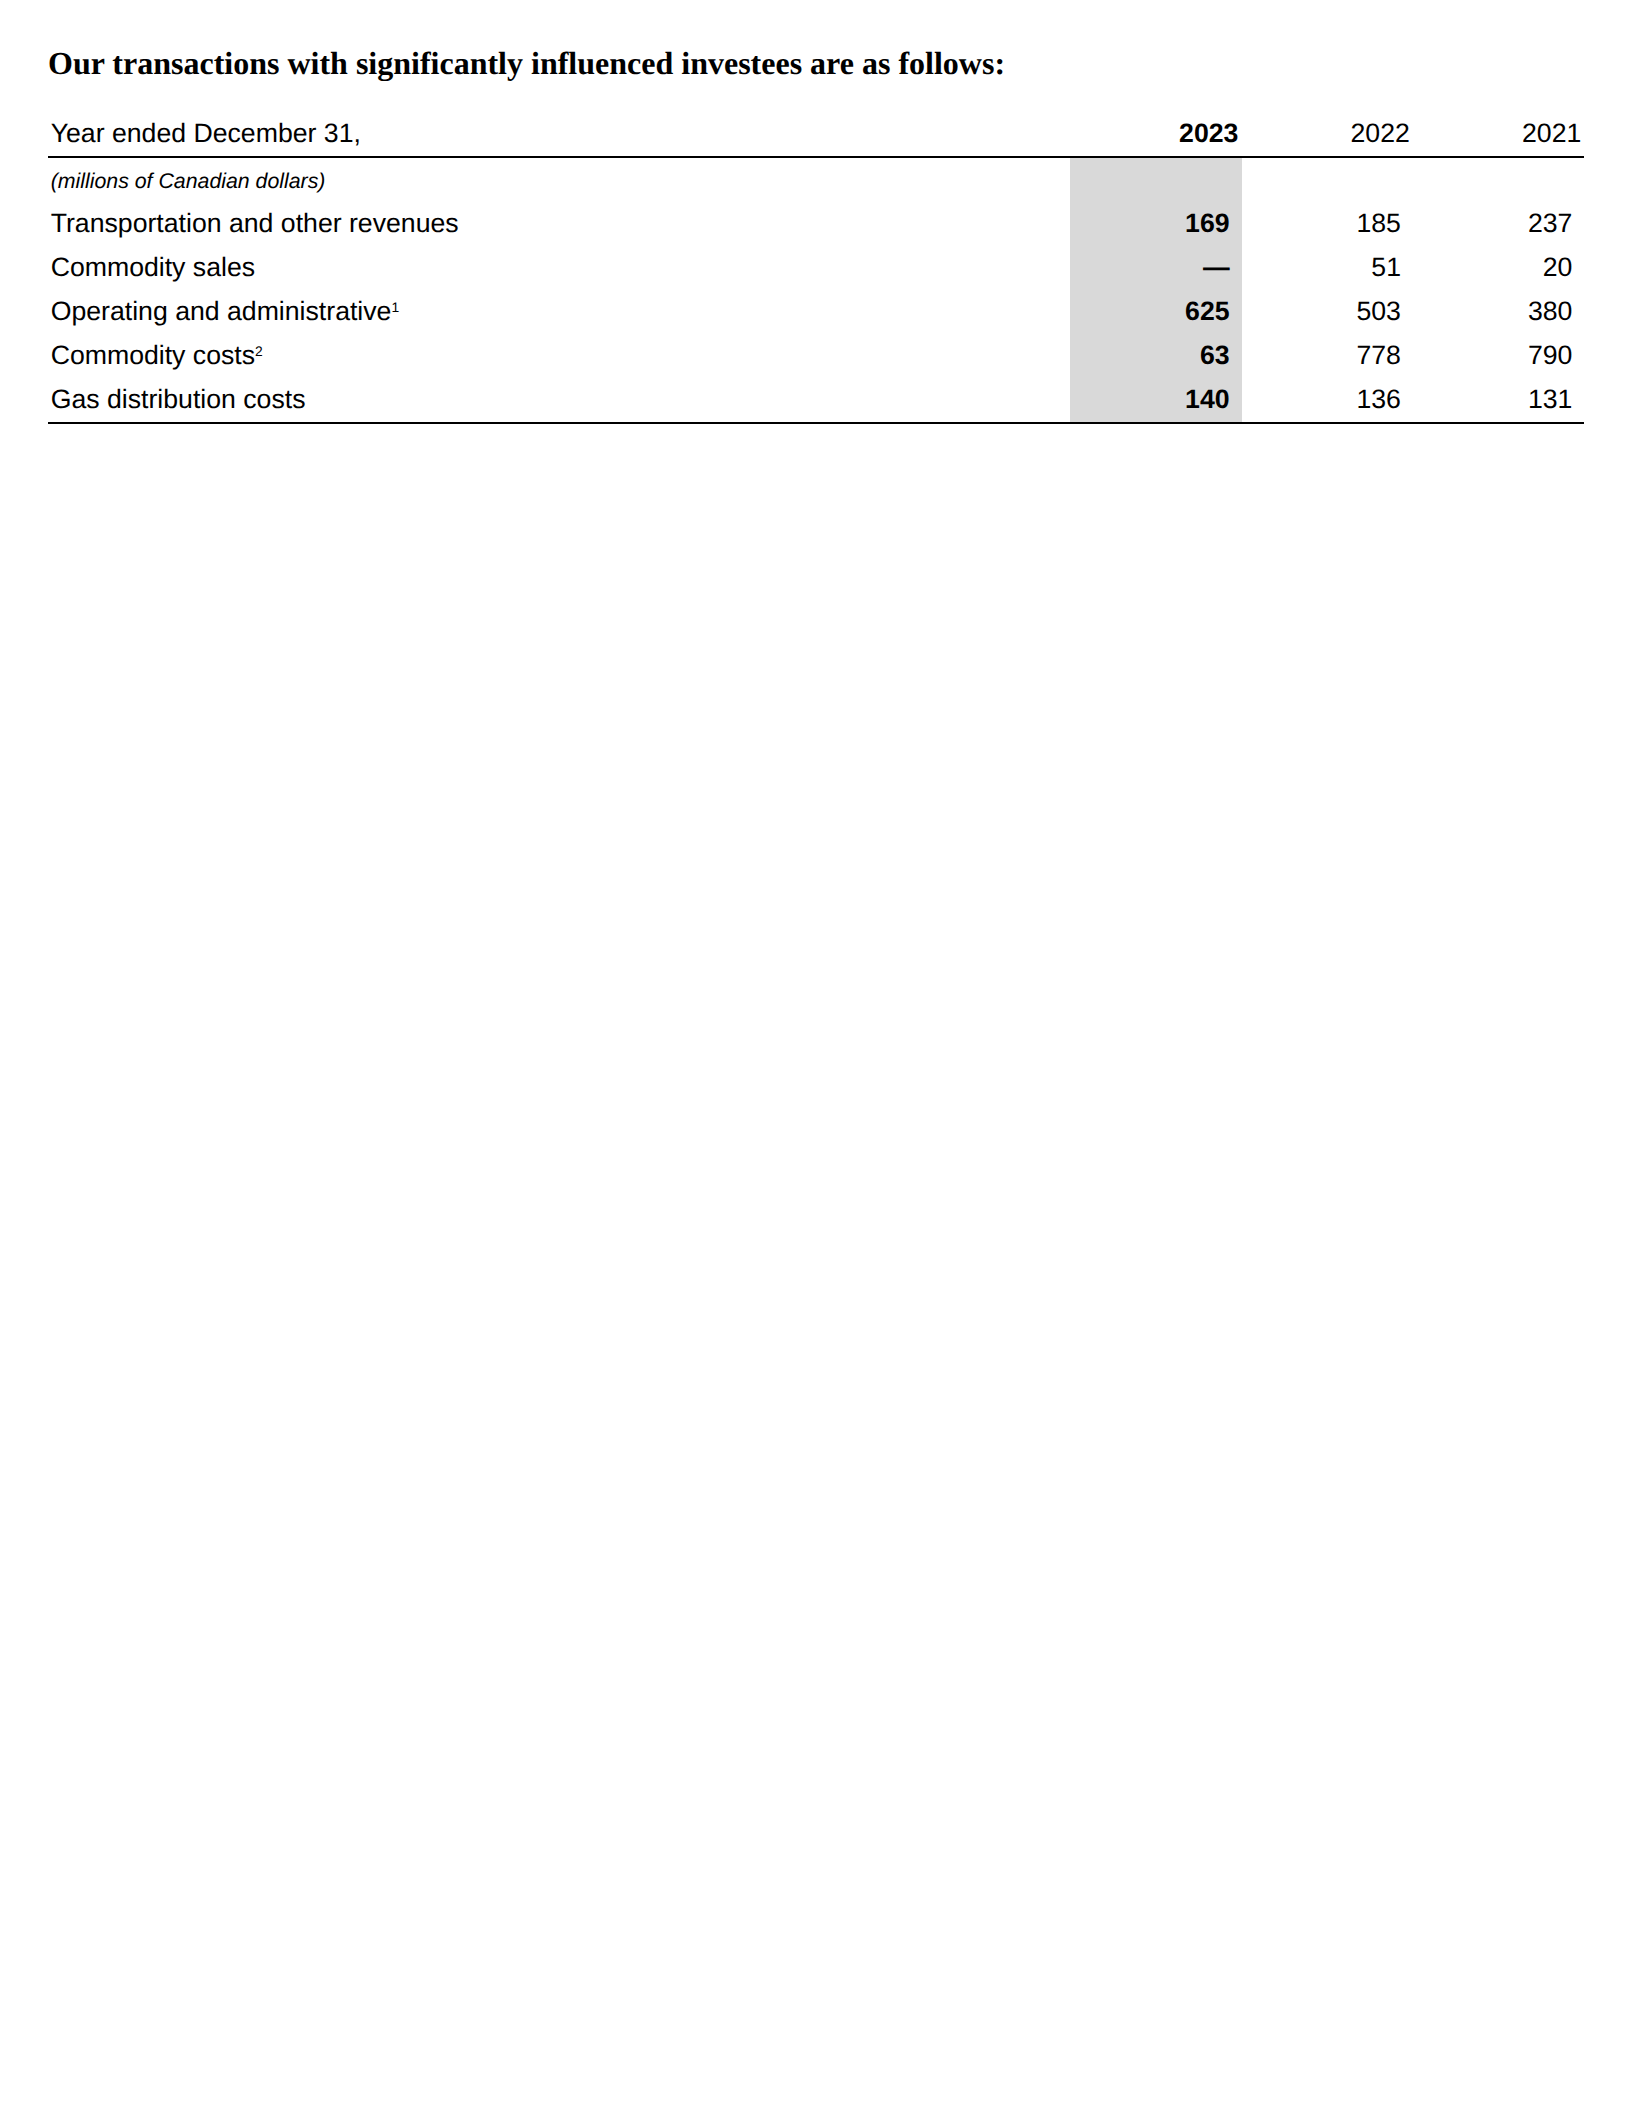 Our transactions with significantly influenced investees are as follows:
Year ended December 31, 2023 2022 2021
(millions of Canadian dollars)
Transportation and other revenues 169 185 237
Commodity sales — 51 20
Operating and administrative¹ 625 503 380
Commodity costs² 63 778 790
Gas distribution costs 140 136 131